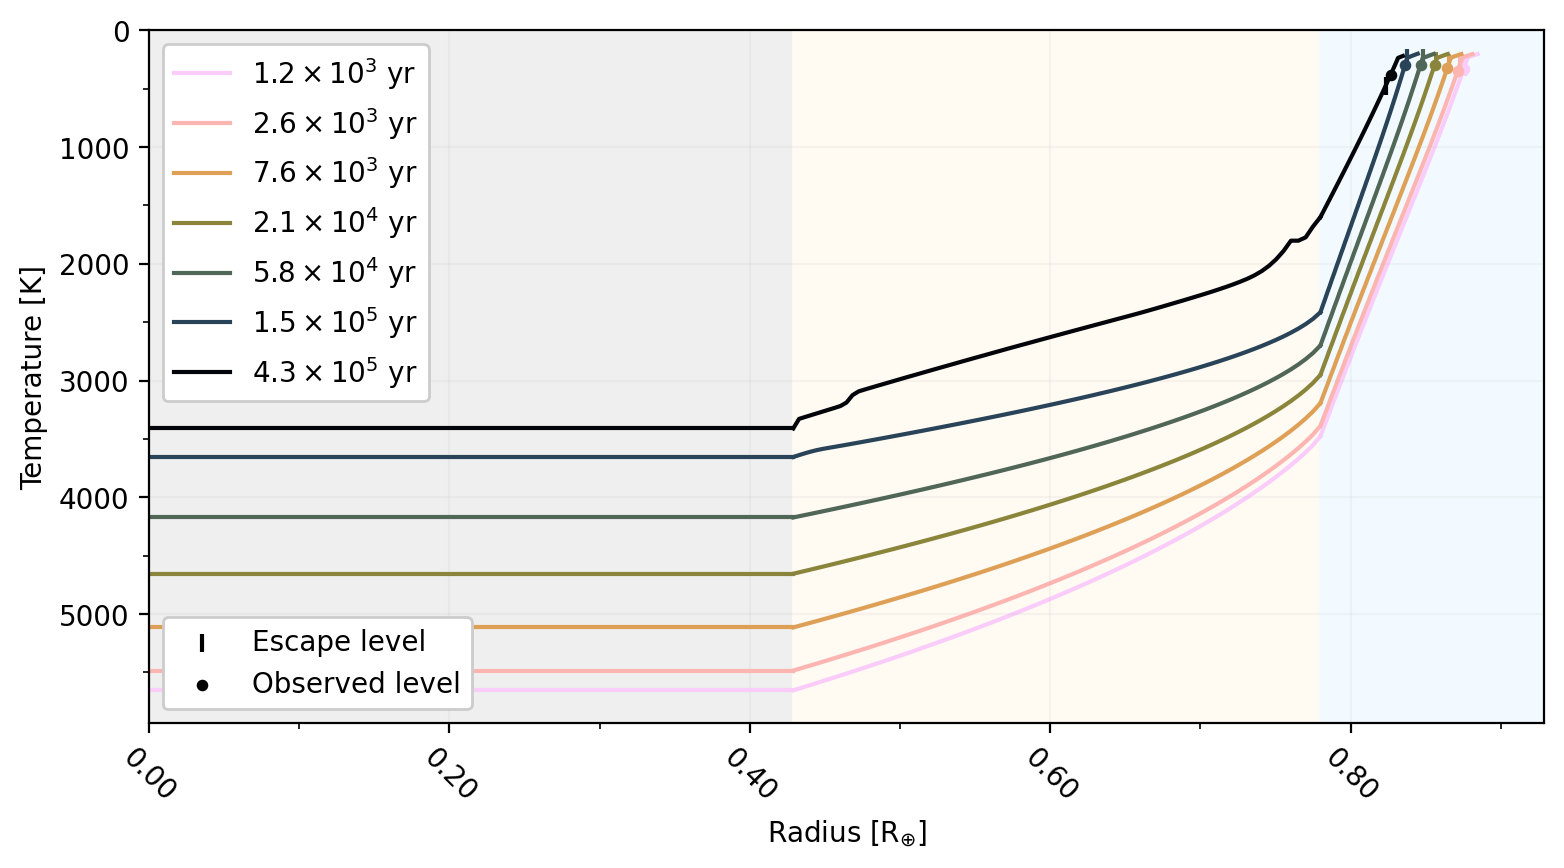 0
1000
2000
3000
4000
5000
Temperature [K]
1.2 × 10³ yr
2.6 × 10³ yr
7.6 × 10³ yr
2.1 × 10⁴ yr
5.8 × 10⁴ yr
1.5 × 10⁵ yr
4.3 × 10⁵ yr
Escape level
Observed level
0.00
0.20
0.40
0.60
0.80
Radius [R⊕]